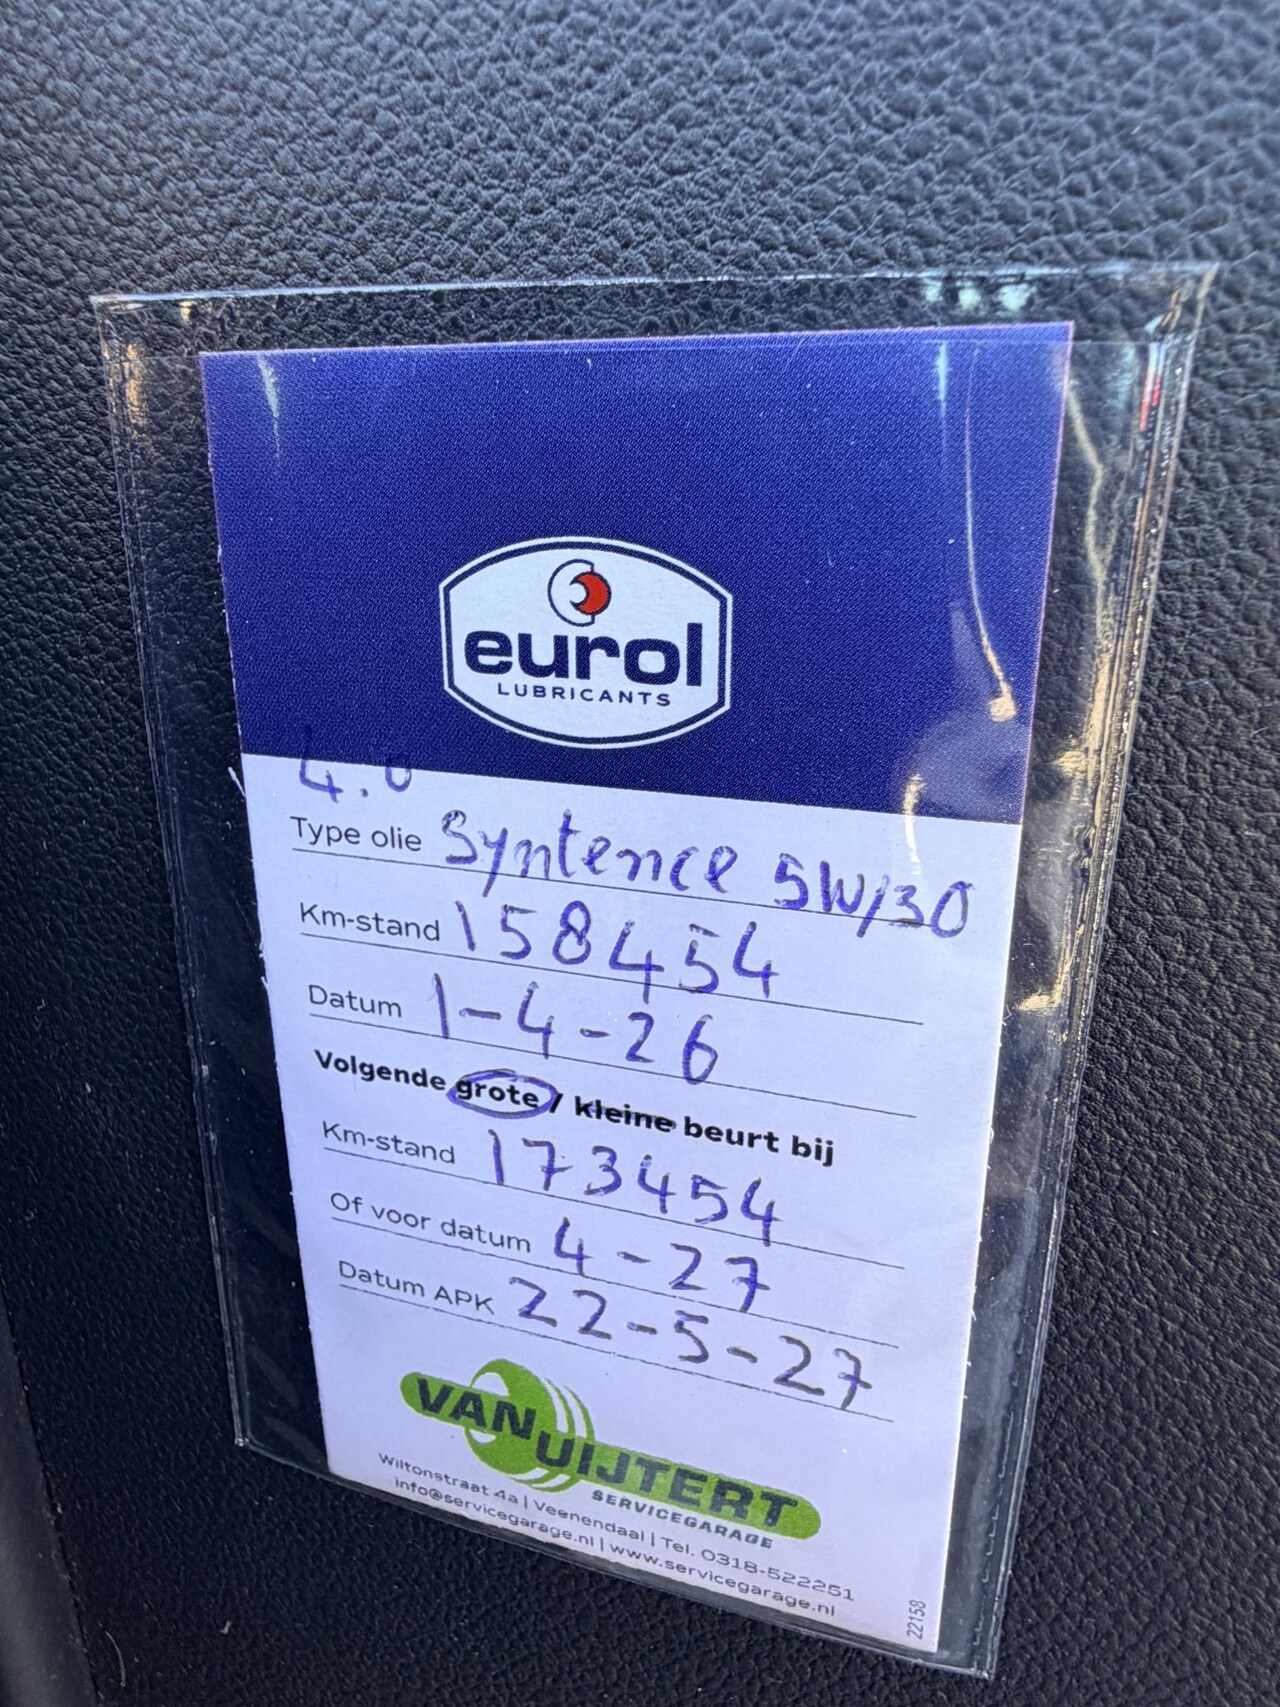 eurol
LUBRICANTS
4.0
Type olie Syntence 5W/30
Km-stand 158454
Datum 1-4-26
Volgende grote / kleine beurt bij
Km-stand 173454
Of voor datum 4-27
Datum APK 22-5-27
VAN UIJTERT
SERVICEGARAGE
Wiltonstraat 4a | Veenendaal | Tel. 0318-522251
info@servicegarage.nl | www.servicegarage.nl
22158